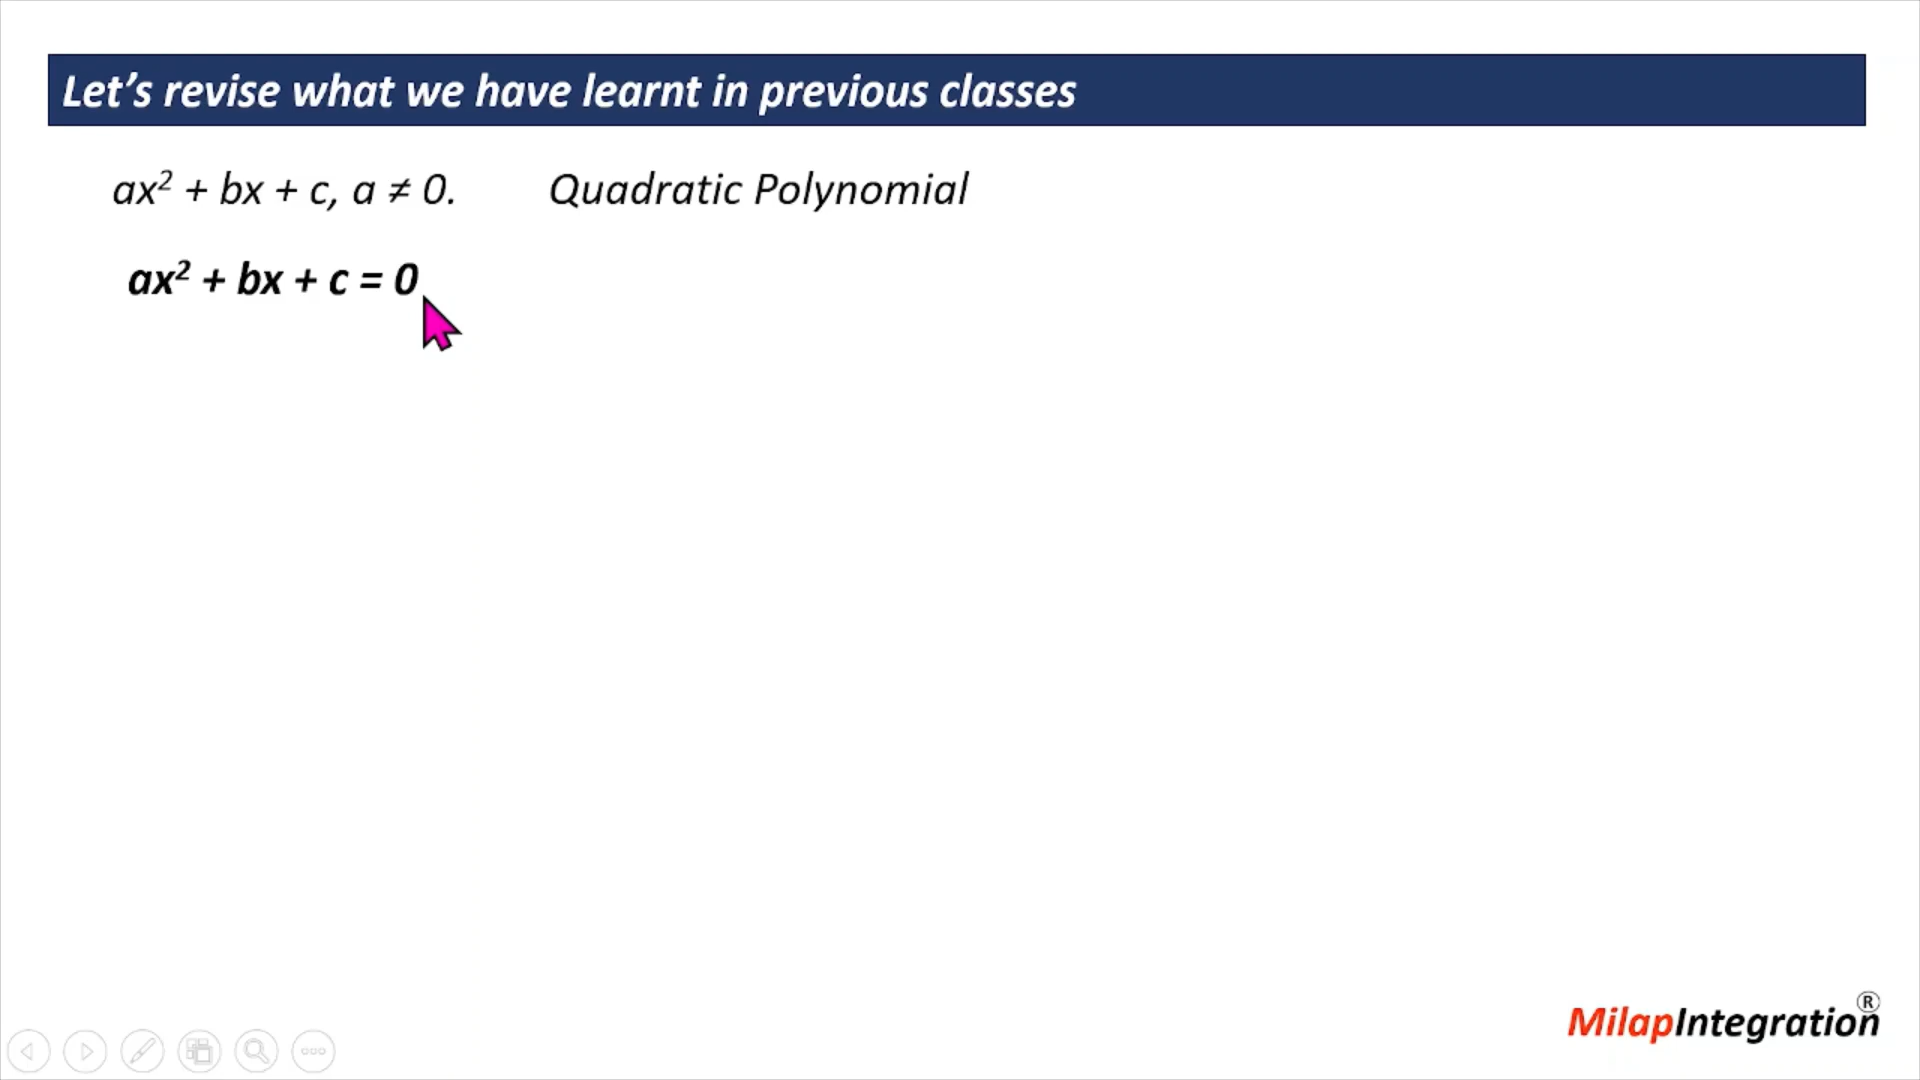 Let’s revise what we have learnt in previous classes
ax² + bx + c, a ≠ 0. Quadratic Polynomial
ax² + bx + c = 0
MilapIntegration®